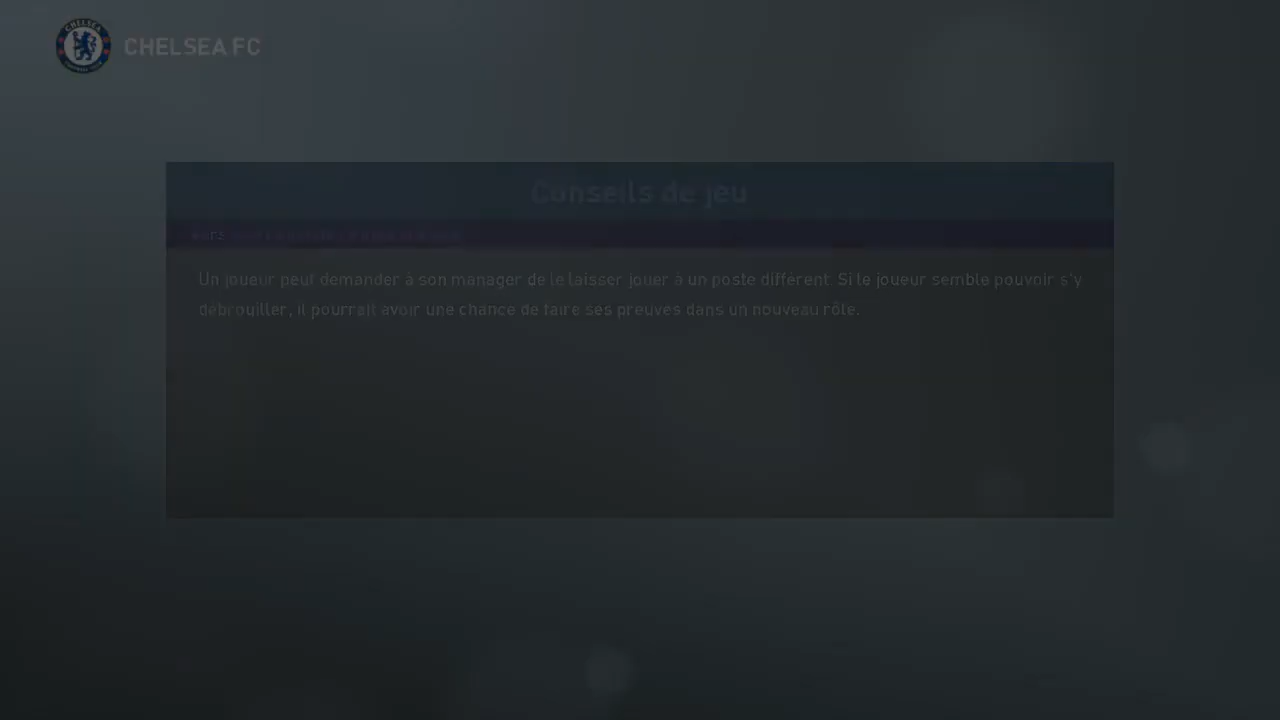 CHELSEA FC
Conseils de jeu
Un joueur peut demander à son manager de le laisser jouer à un poste différent. Si le joueur semble pouvoir s'y
débrouiller, il pourrait avoir une chance de faire ses preuves dans un nouveau rôle.